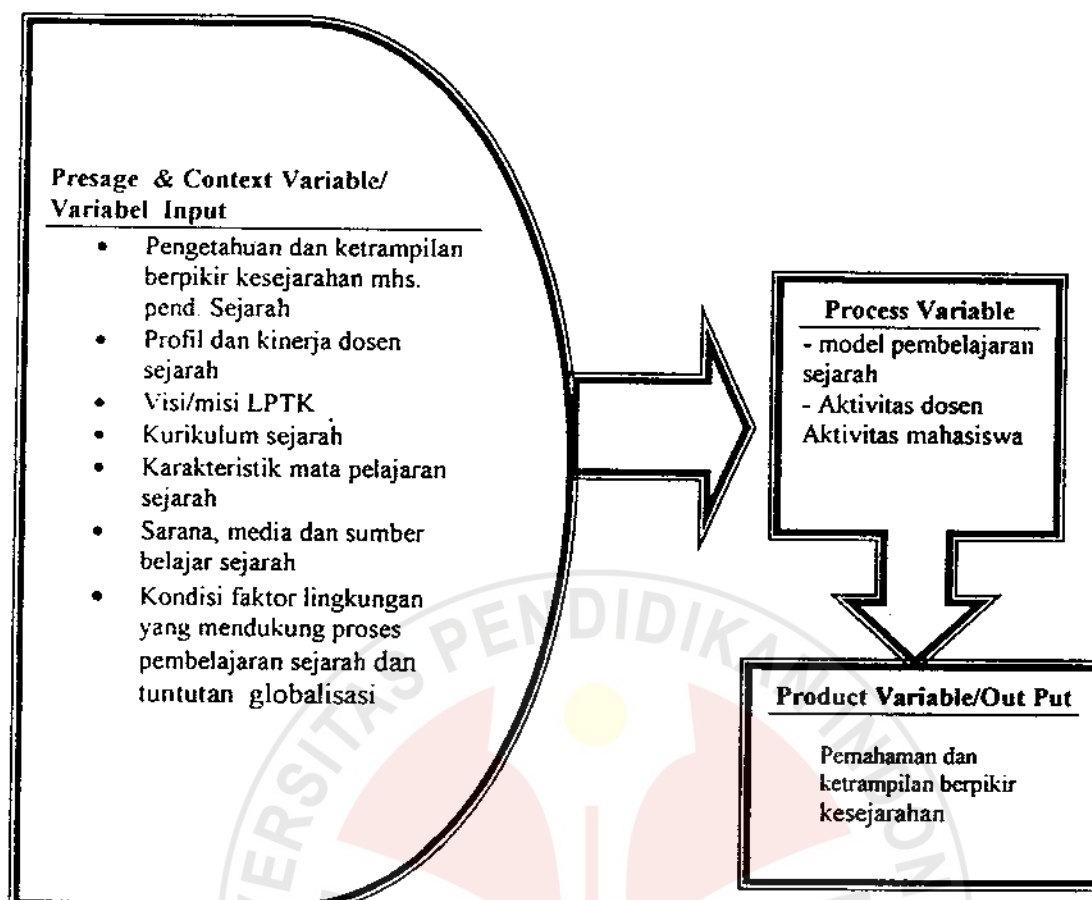 Presage & Context Variable/
Variabel Input
• Pengetahuan dan ketrampilan
berpikir kesejarahan mhs.
pend. Sejarah
• Profil dan kinerja dosen
sejarah
• Visi/misi LPTK
• Kurikulum sejarah
• Karakteristik mata pelajaran
sejarah
• Sarana, media dan sumber
belajar sejarah
• Kondisi faktor lingkungan
yang mendukung proses
pembelajaran sejarah dan
tuntutan globalisasi
Process Variable
- model pembelajaran
sejarah
- Aktivitas dosen
Aktivitas mahasiswa
Product Variable/Out Put
Pemahaman dan
ketrampilan berpikir
kesejarahan
ERSITAS PENDIDIKAN INDON